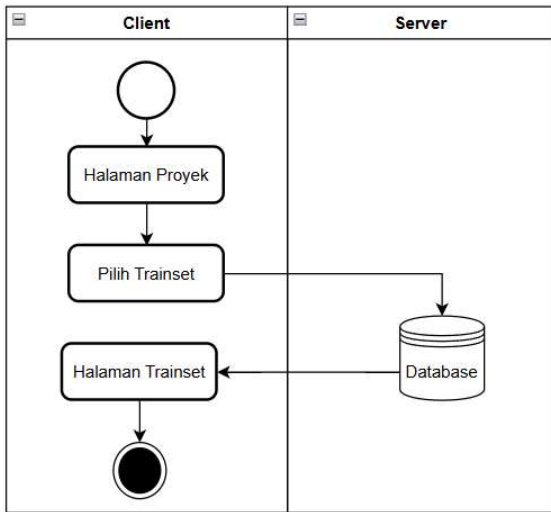 Client
Server
Halaman Proyek
Pilih Trainset
Halaman Trainset
Database